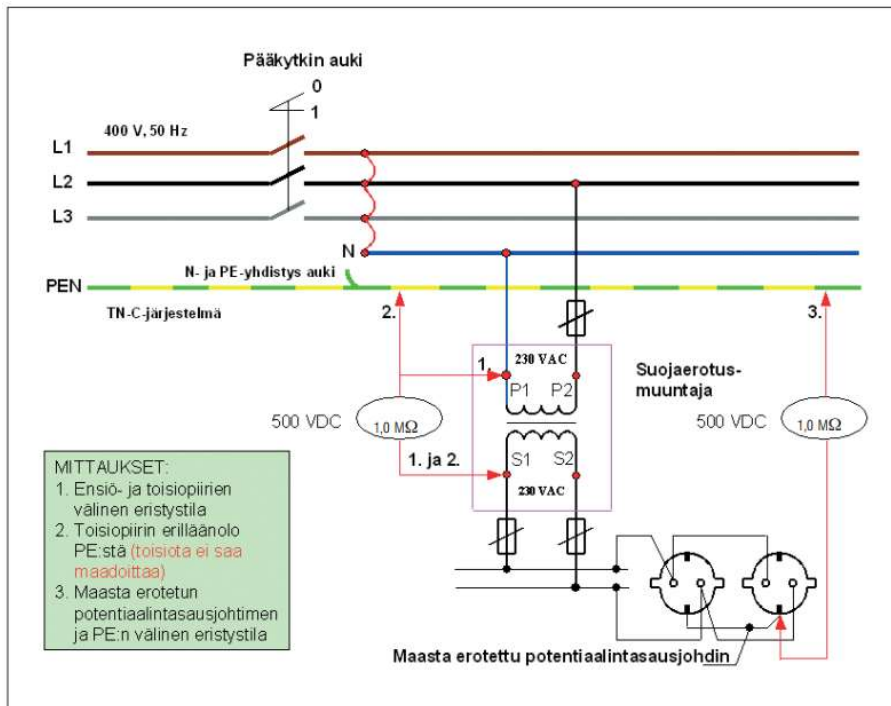 Pääkytkin auki
0
1
400 V, 50 Hz
L1
L2
L3
N
N- ja PE-yhdistys auki
PEN
TN-C-järjestelmä
2.
3.
1.
230 VAC
P1 P2
Suojaerotus-
muuntaja
500 VDC
1,0 MΩ
500 VDC
1,0 MΩ
1. ja 2.
S1 S2
230 VAC
MITTAUKSET:
1. Ensiö- ja toisiopiirien
välinen eristystila
2. Toisiopiirin erilläänolo
PE:stä (toisiota ei saa
maadoittaa)
3. Maasta erotetun
potentiaalintasausjohtimen
ja PE:n välinen eristystila
Maasta erotettu potentiaalintasausjohdin